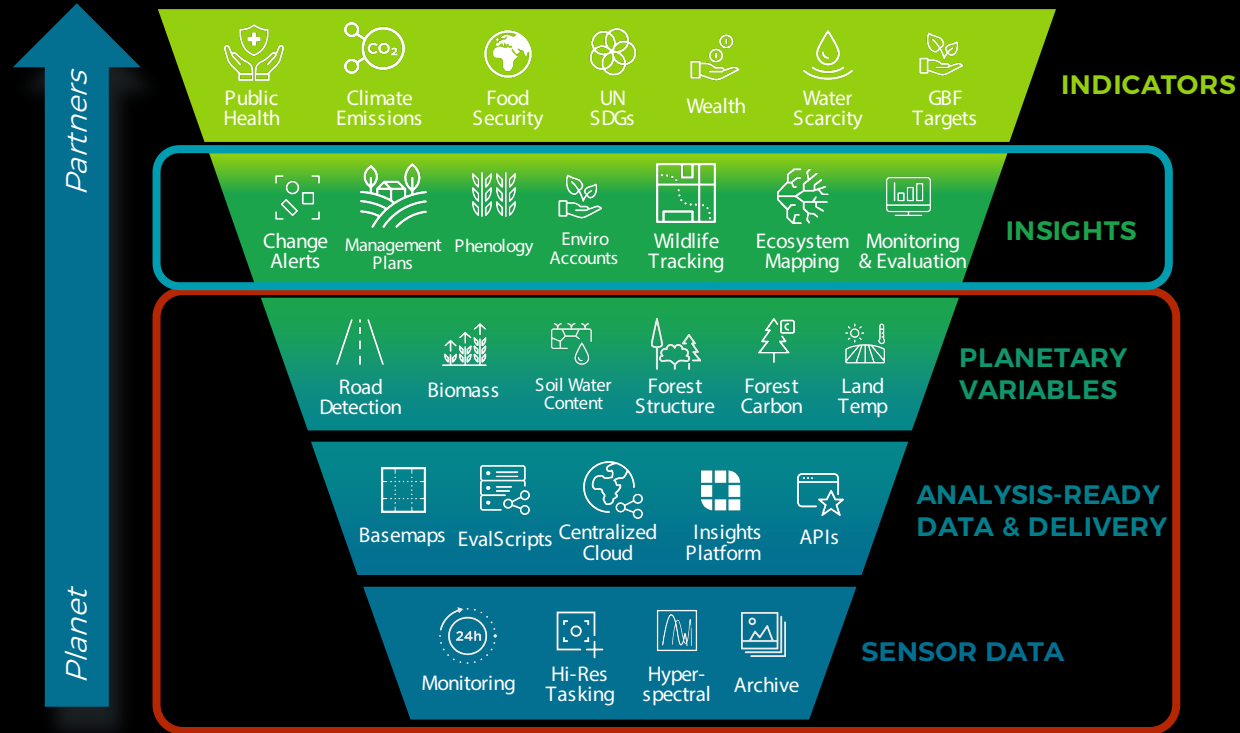 Partners
Planet
Public
Health
CO₂
Climate
Emissions
Food
Security
UN
SDGs
Wealth
Water
Scarcity
GBF
Targets
INDICATORS
Change
Alerts
Management
Plans
Phenology
Enviro
Accounts
Wildlife
Tracking
Ecosystem
Mapping
Monitoring
& Evaluation
INSIGHTS
Road
Detection
Biomass
Soil Water
Content
Forest
Structure
C
Forest
Carbon
Land
Temp
PLANETARY
VARIABLES
Basemaps
EvalScripts
Centralized
Cloud
Insights
Platform
APIs
ANALYSIS-READY
DATA & DELIVERY
24h
Monitoring
Hi-Res
Tasking
Hyper-
spectral
Archive
SENSOR DATA